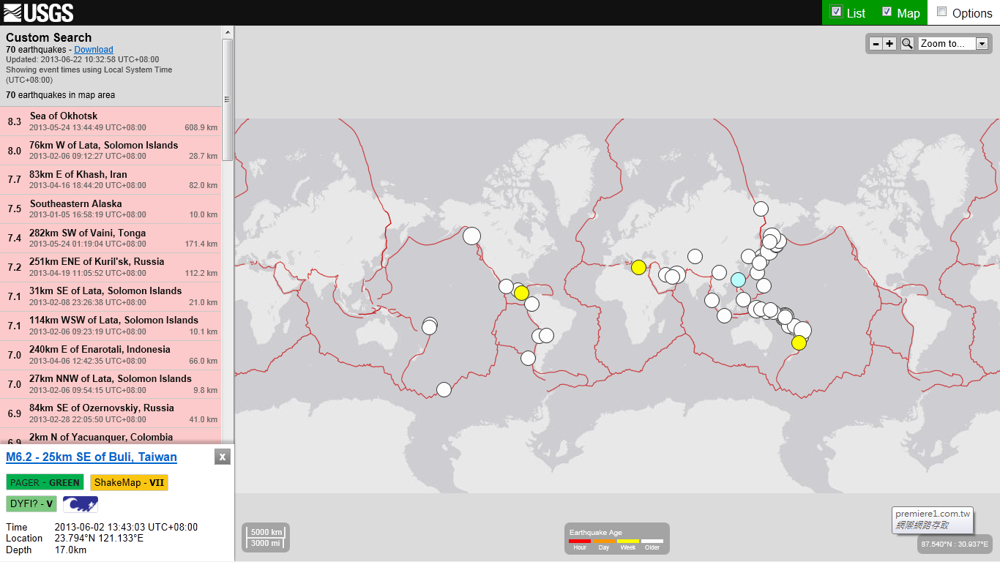 USGS
List
Map
Options
Custom Search
70 earthquakes - Download
Updated: 2013-06-22 10:32:58 UTC+08:00
Showing event times using Local System Time
(UTC+08:00)
70 earthquakes in map area
8.3
Sea of Okhotsk
2013-05-24 13:44:49 UTC+08:00
608.9 km
8.0
76km W of Lata, Solomon Islands
2013-02-06 09:12:27 UTC+08:00
28.7 km
7.7
83km E of Khash, Iran
2013-04-16 18:44:20 UTC+08:00
82.0 km
7.5
Southeastern Alaska
2013-01-05 16:58:19 UTC+08:00
10.0 km
7.4
282km SW of Vaini, Tonga
2013-05-24 01:19:04 UTC+08:00
171.4 km
7.2
251km ENE of Kuril'sk, Russia
2013-04-19 11:05:52 UTC+08:00
112.2 km
7.1
31km SE of Lata, Solomon Islands
2013-02-08 23:26:38 UTC+08:00
21.0 km
7.1
114km WSW of Lata, Solomon Islands
2013-02-06 09:23:19 UTC+08:00
10.1 km
7.0
240km E of Enarotali, Indonesia
2013-04-06 12:42:35 UTC+08:00
66.0 km
7.0
27km NNW of Lata, Solomon Islands
2013-02-06 09:54:15 UTC+08:00
9.8 km
6.9
84km SE of Ozernovskiy, Russia
2013-02-28 22:05:50 UTC+08:00
41.0 km
6.9
2km N of Yacuanquer, Colombia
M6.2 - 25km SE of Buli, Taiwan
x
PAGER - GREEN
ShakeMap - VII
DYFI? - V
Time 2013-06-02 13:43:03 UTC+08:00
Location 23.794°N 121.133°E
Depth 17.0km
Zoom to...
5000 km
3000 mi
Earthquake Age
Hour Day Week Older
premiere1.com.tw
網際網路存取
87.540°N : 30.937°E